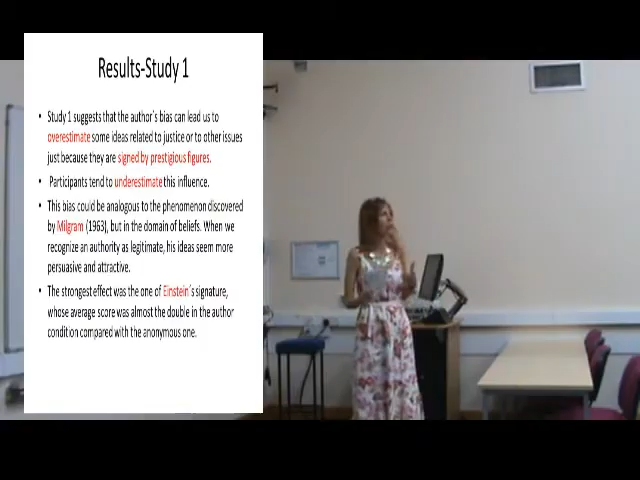 Results-Study 1
• Study 1 suggests that the author´s bias can lead us to
overestimate some ideas related to justice or to other issues
just because they are signed by prestigious figures.
• Participants tend to underestimate this influence.
• This bias could be analogous to the phenomenon discovered
by Milgram (1963), but in the domain of beliefs. When we
recognize an authority as legitimate, his ideas seem more
persuasive and attractive.
• The strongest effect was the one of Einstein´s signature,
whose average score was almost the double in the author
condition compared with the anonymous one.